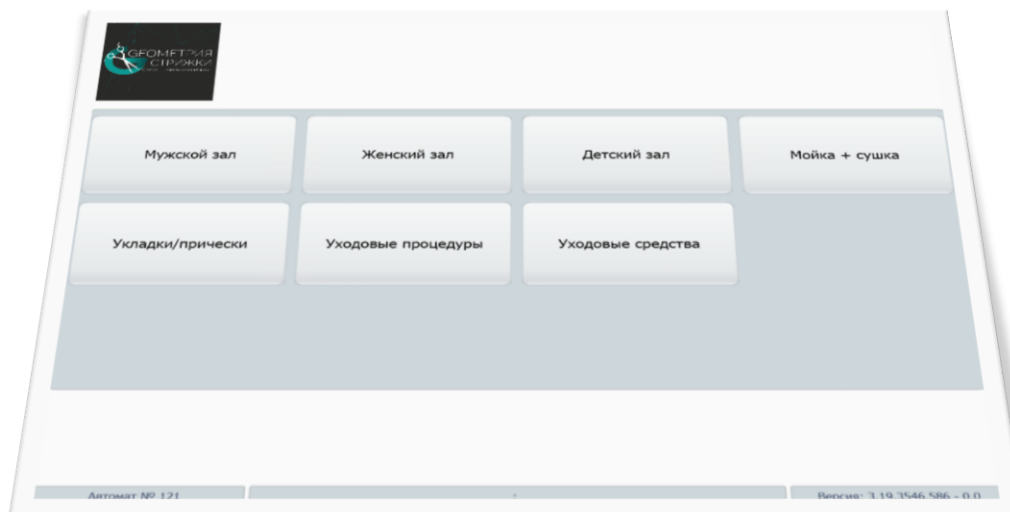 GEOМЕТРИЯ
СТРИЖКИ
Мужской зал
Женский зал
Детский зал
Мойка + сушка
Укладки/прически
Уходовые процедуры
Уходовые средства
Автомат № 121
:
Версия: 3.19.3546.586 - 0.0